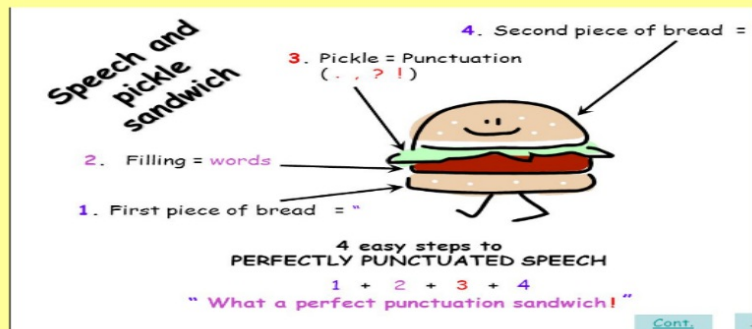 Speech and
pickle
sandwich
4. Second piece of bread =
3. Pickle = Punctuation
( . , ? ! )
2. Filling = words
1. First piece of bread = "
4 easy steps to
PERFECTLY PUNCTUATED SPEECH
1 + 2 + 3 + 4
" What a perfect punctuation sandwich! "
Cont.